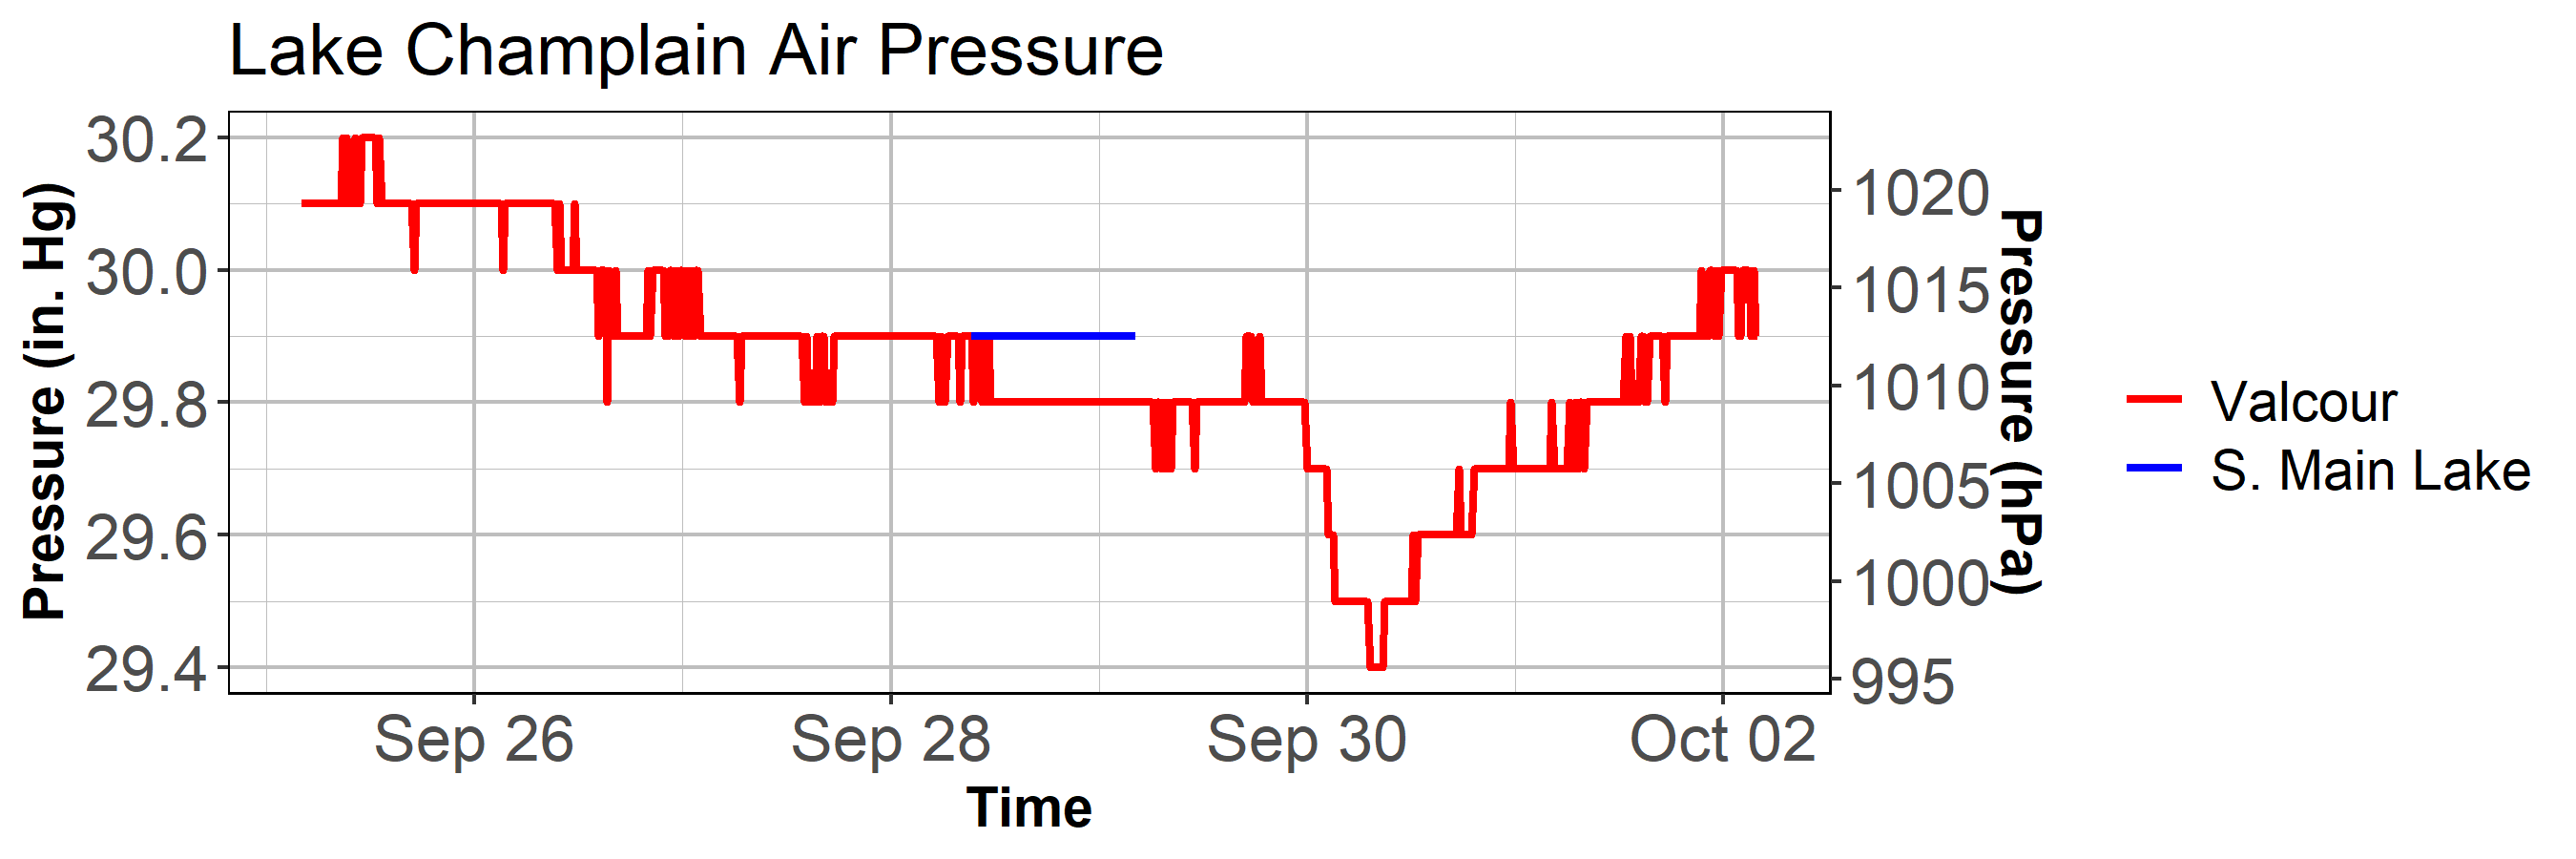 Lake Champlain Air Pressure
Pressure (in. Hg)
30.2
30.0
29.8
29.6
29.4
1020
1015
1010
1005
1000
995
Pressure (hPa)
Sep 26
Sep 28
Sep 30
Oct 02
Time
Valcour
S. Main Lake